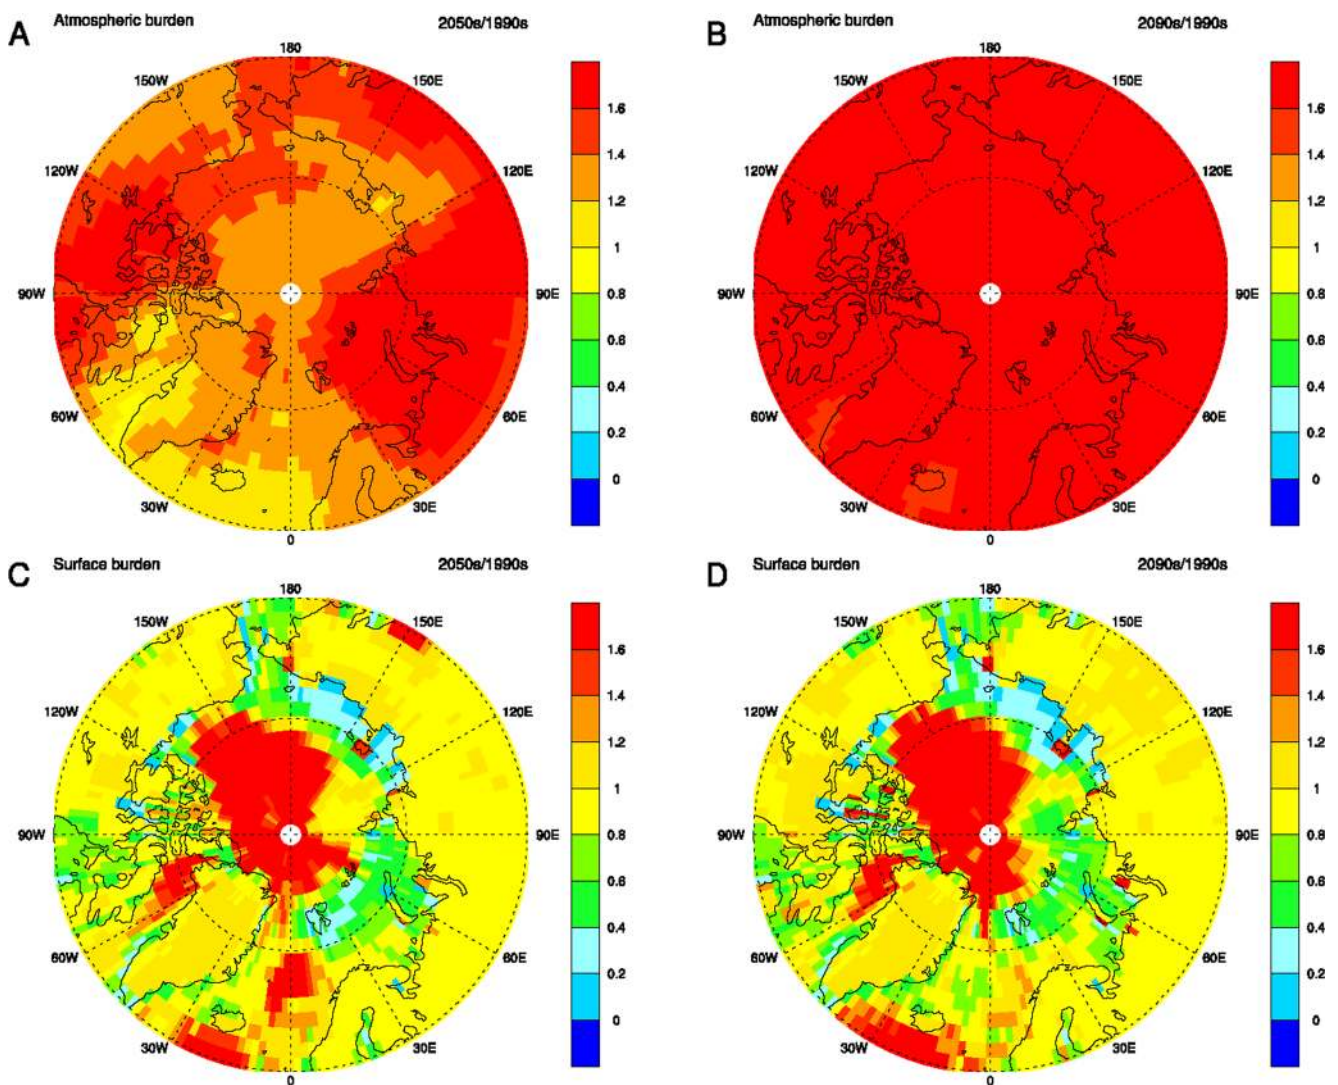 A Atmospheric burden 2050s/1990s
180
150W 150E
120W 120E
90W 90E
60W 60E
30W 30E
0
1.6
1.4
1.2
1
0.8
0.6
0.4
0.2
0
B Atmospheric burden 2090s/1990s
180
150W 150E
120W 120E
90W 90E
60W 60E
30W 30E
0
1.6
1.4
1.2
1
0.8
0.6
0.4
0.2
0
C Surface burden 2050s/1990s
180
150W 150E
120W 120E
90W 90E
60W 60E
30W 30E
0
1.6
1.4
1.2
1
0.8
0.6
0.4
0.2
0
D Surface burden 2090s/1990s
180
150W 150E
120W 120E
90W 90E
60W 60E
30W 30E
0
1.6
1.4
1.2
1
0.8
0.6
0.4
0.2
0